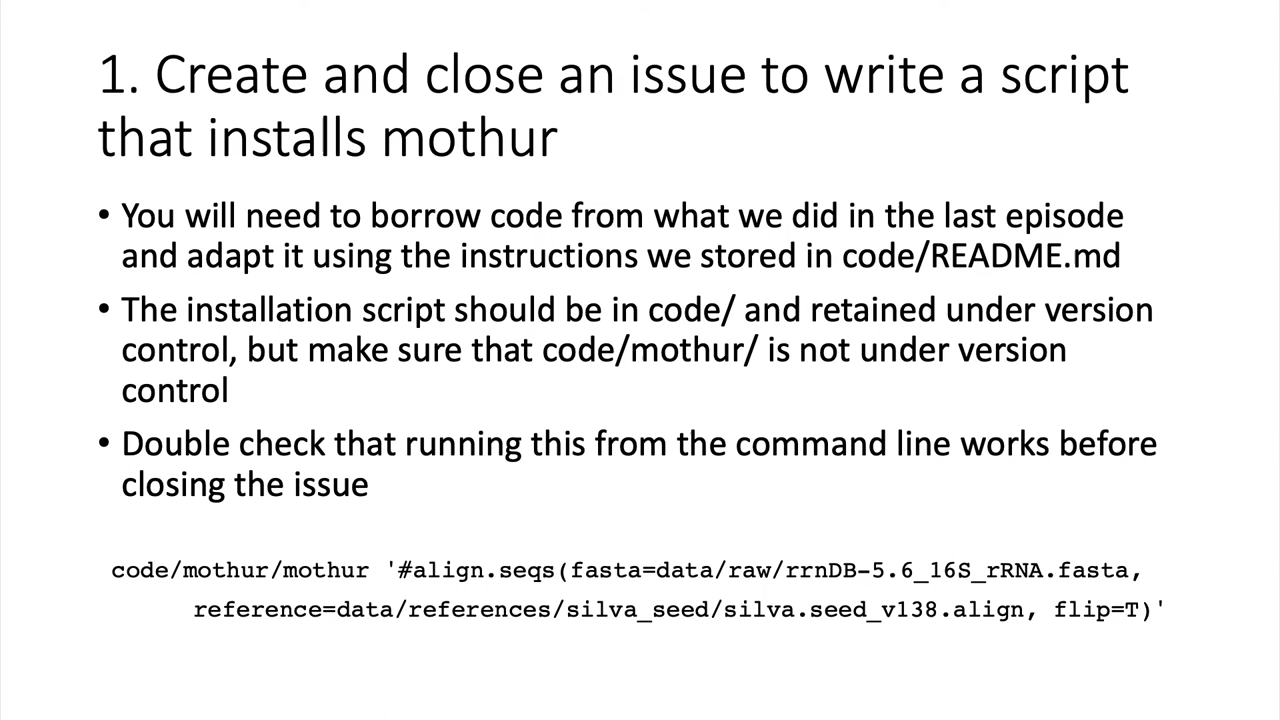 1. Create and close an issue to write a script
that installs mothur
• You will need to borrow code from what we did in the last episode
and adapt it using the instructions we stored in code/README.md
• The installation script should be in code/ and retained under version
control, but make sure that code/mothur/ is not under version
control
• Double check that running this from the command line works before
closing the issue
code/mothur/mothur '#align.seqs(fasta=data/raw/rrnDB-5.6_16S_rRNA.fasta,
reference=data/references/silva_seed/silva.seed_v138.align, flip=T)'